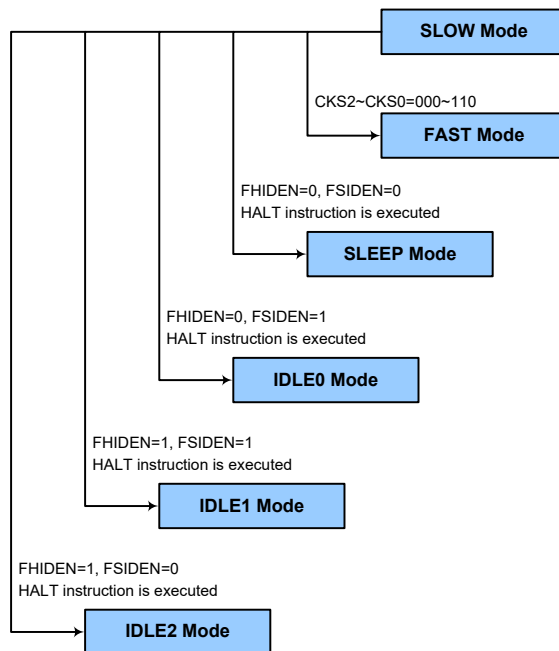 SLOW Mode
CKS2~CKS0=000~110
FAST Mode
FHIDEN=0, FSIDEN=0
HALT instruction is executed
SLEEP Mode
FHIDEN=0, FSIDEN=1
HALT instruction is executed
IDLE0 Mode
FHIDEN=1, FSIDEN=1
HALT instruction is executed
IDLE1 Mode
FHIDEN=1, FSIDEN=0
HALT instruction is executed
IDLE2 Mode